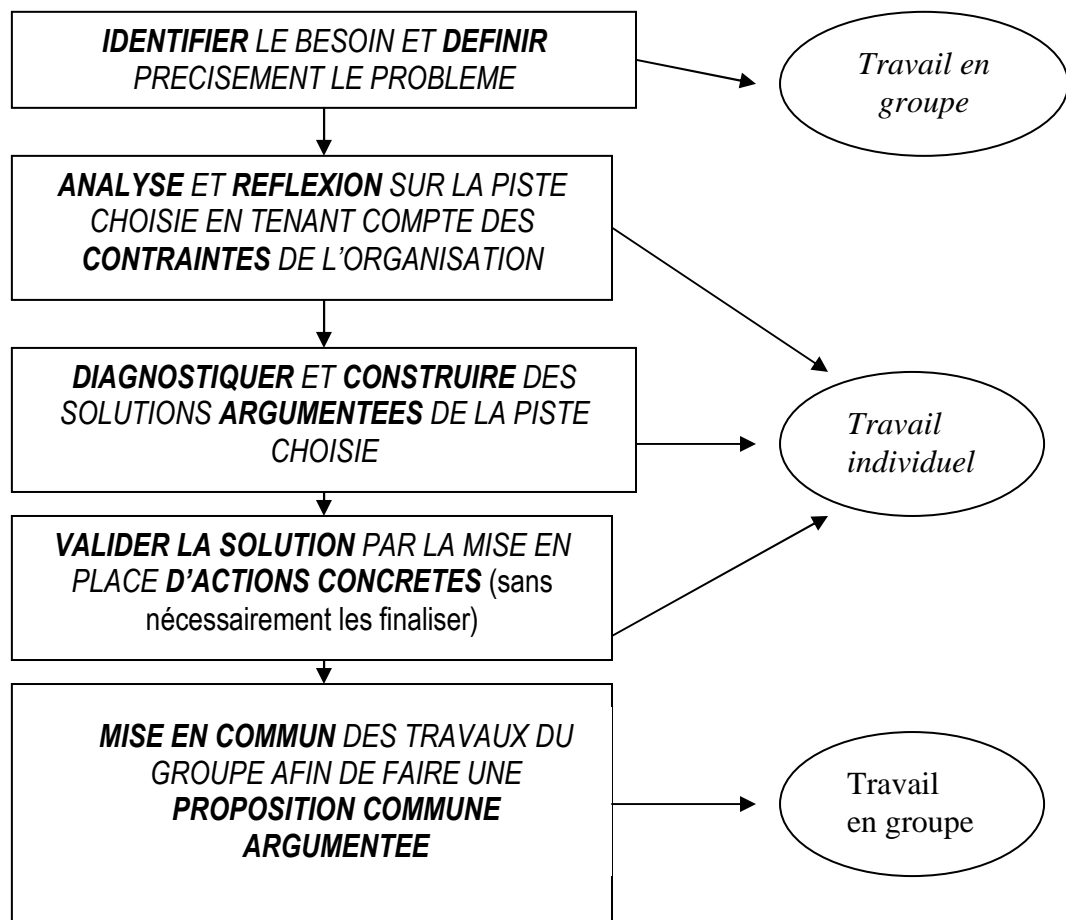 IDENTIFIER LE BESOIN ET DEFINIR
PRECISEMENT LE PROBLEME
Travail en
groupe
ANALYSE ET REFLEXION SUR LA PISTE
CHOISIE EN TENANT COMPTE DES
CONTRAINTES DE L’ORGANISATION
DIAGNOSTIQUER ET CONSTRUIRE DES
SOLUTIONS ARGUMENTEES DE LA PISTE
CHOISIE
Travail
individuel
VALIDER LA SOLUTION PAR LA MISE EN
PLACE D’ACTIONS CONCRETES (sans
nécessairement les finaliser)
MISE EN COMMUN DES TRAVAUX DU
GROUPE AFIN DE FAIRE UNE
PROPOSITION COMMUNE
ARGUMENTEE
Travail
en groupe